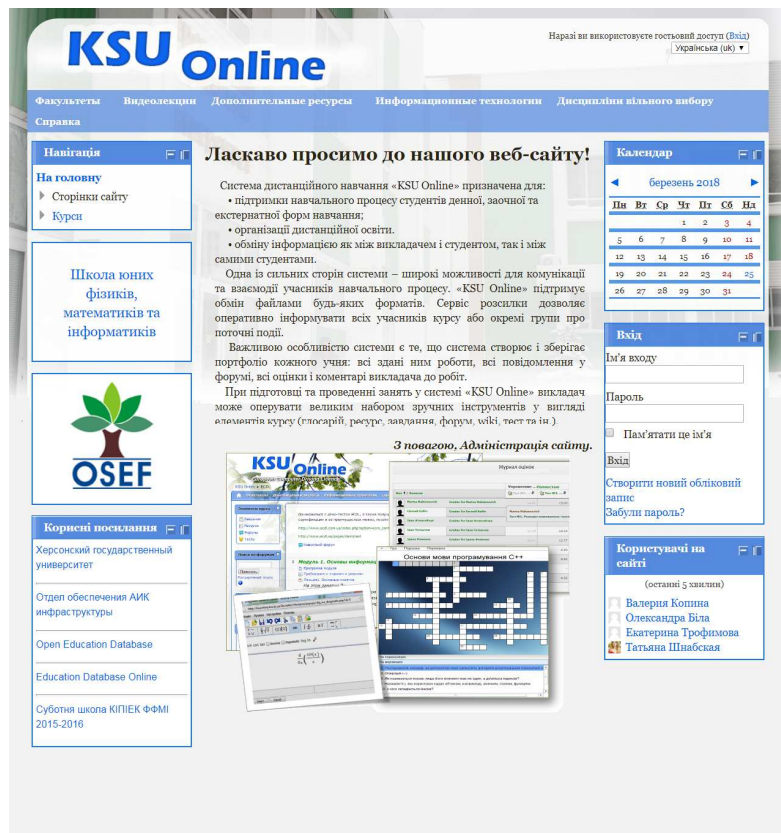 KSU Online
Наразі ви використовуєте гостьовий доступ (Вхід)
Українська (uk)
Факультеты Видеолекции Дополнительные ресурсы Информационные технологии Дисципліни вільного вибору
Справка
Навігація
На головну
Сторінки сайту
Курси
Школа юних
фізиків,
математиків та
інформатиків
OSEF
Корисні посилання
Херсонский государственный
университет
Отдел обеспечения АИК
инфраструктуры
Open Education Database
Education Database Online
Суботня школа КІПІЕК ФФМІ
2015-2016
Ласкаво просимо до нашого веб-сайту!
Система дистанційного навчання «KSU Online» призначена для:
• підтримки навчального процесу студентів денної, заочної та
екстернатної форм навчання;
• організації дистанційної освіти.
• обміну інформацією як між викладачем і студентом, так і між
самими студентами.
Одна із сильних сторін системи – широкі можливості для комунікації
та взаємодії учасників навчального процесу. «KSU Online» підтримує
обмін файлами будь-яких форматів. Сервіс розсилки дозволяє
оперативно інформувати всіх учасників курсу або окремі групи про
поточні події.
Важливою особливістю системи є те, що система створює і зберігає
портфоліо кожного учня: всі здані ним роботи, всі повідомлення у
форумі, всі оцінки і коментарі викладача до робіт.
При підготовці та проведенні занять у системі «KSU Online» викладач
може оперувати великим набором зручних інструментів у вигляді
елементів курсу (глосарій, ресурс, завдання, форум, wiki, тест та ін.).
З повагою, Адміністрація сайту.
KSU Online
Журнал оцінок
Основи мови програмування С++
Календар
березень 2018
Пн Вт Ср Чт Пт Сб Нд
1 2 3 4
5 6 7 8 9 10 11
12 13 14 15 16 17 18
19 20 21 22 23 24 25
26 27 28 29 30 31
Вхід
Ім'я входу
Пароль
Пам'ятати це ім'я
Вхід
Створити новий обліковий
запис
Забули пароль?
Користувачі на
сайті
(останні 5 хвилин)
Валерия Копина
Олександра Біла
Екатерина Трофимова
Татьяна Шнабская